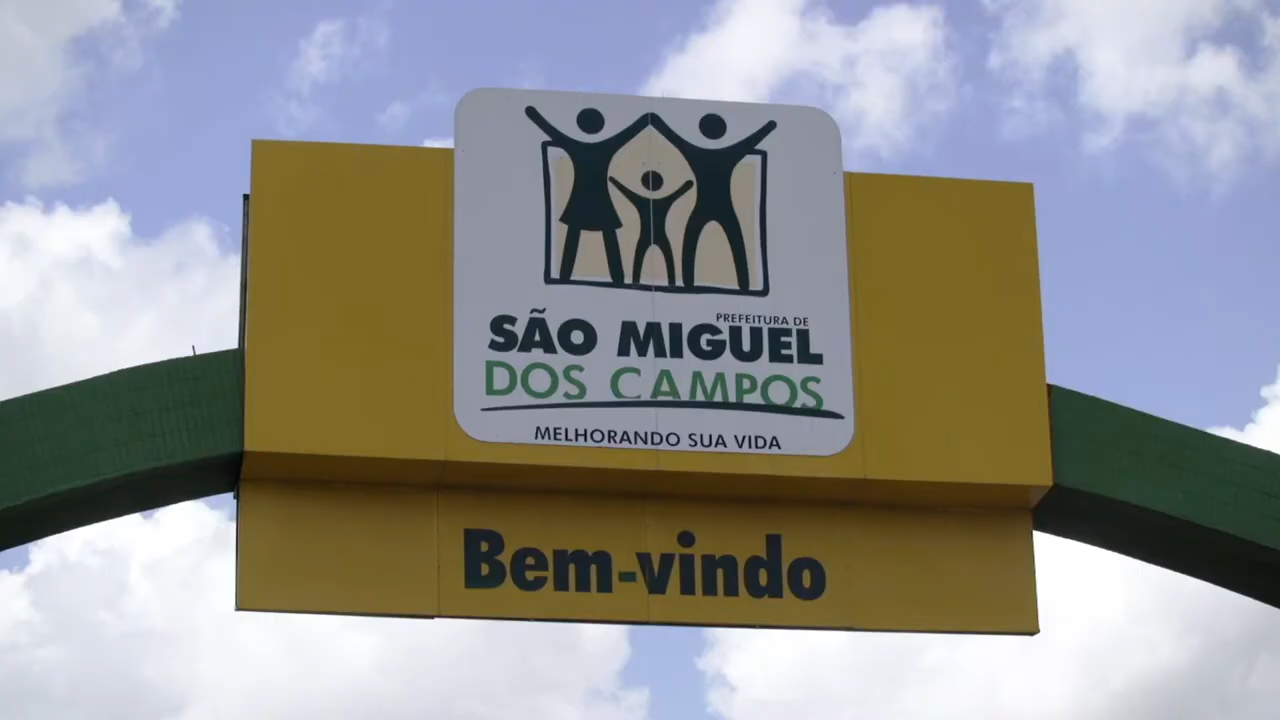 PREFEITURA DE
SÃO MIGUEL
DOS CAMPOS
MELHORANDO SUA VIDA
Bem-vindo